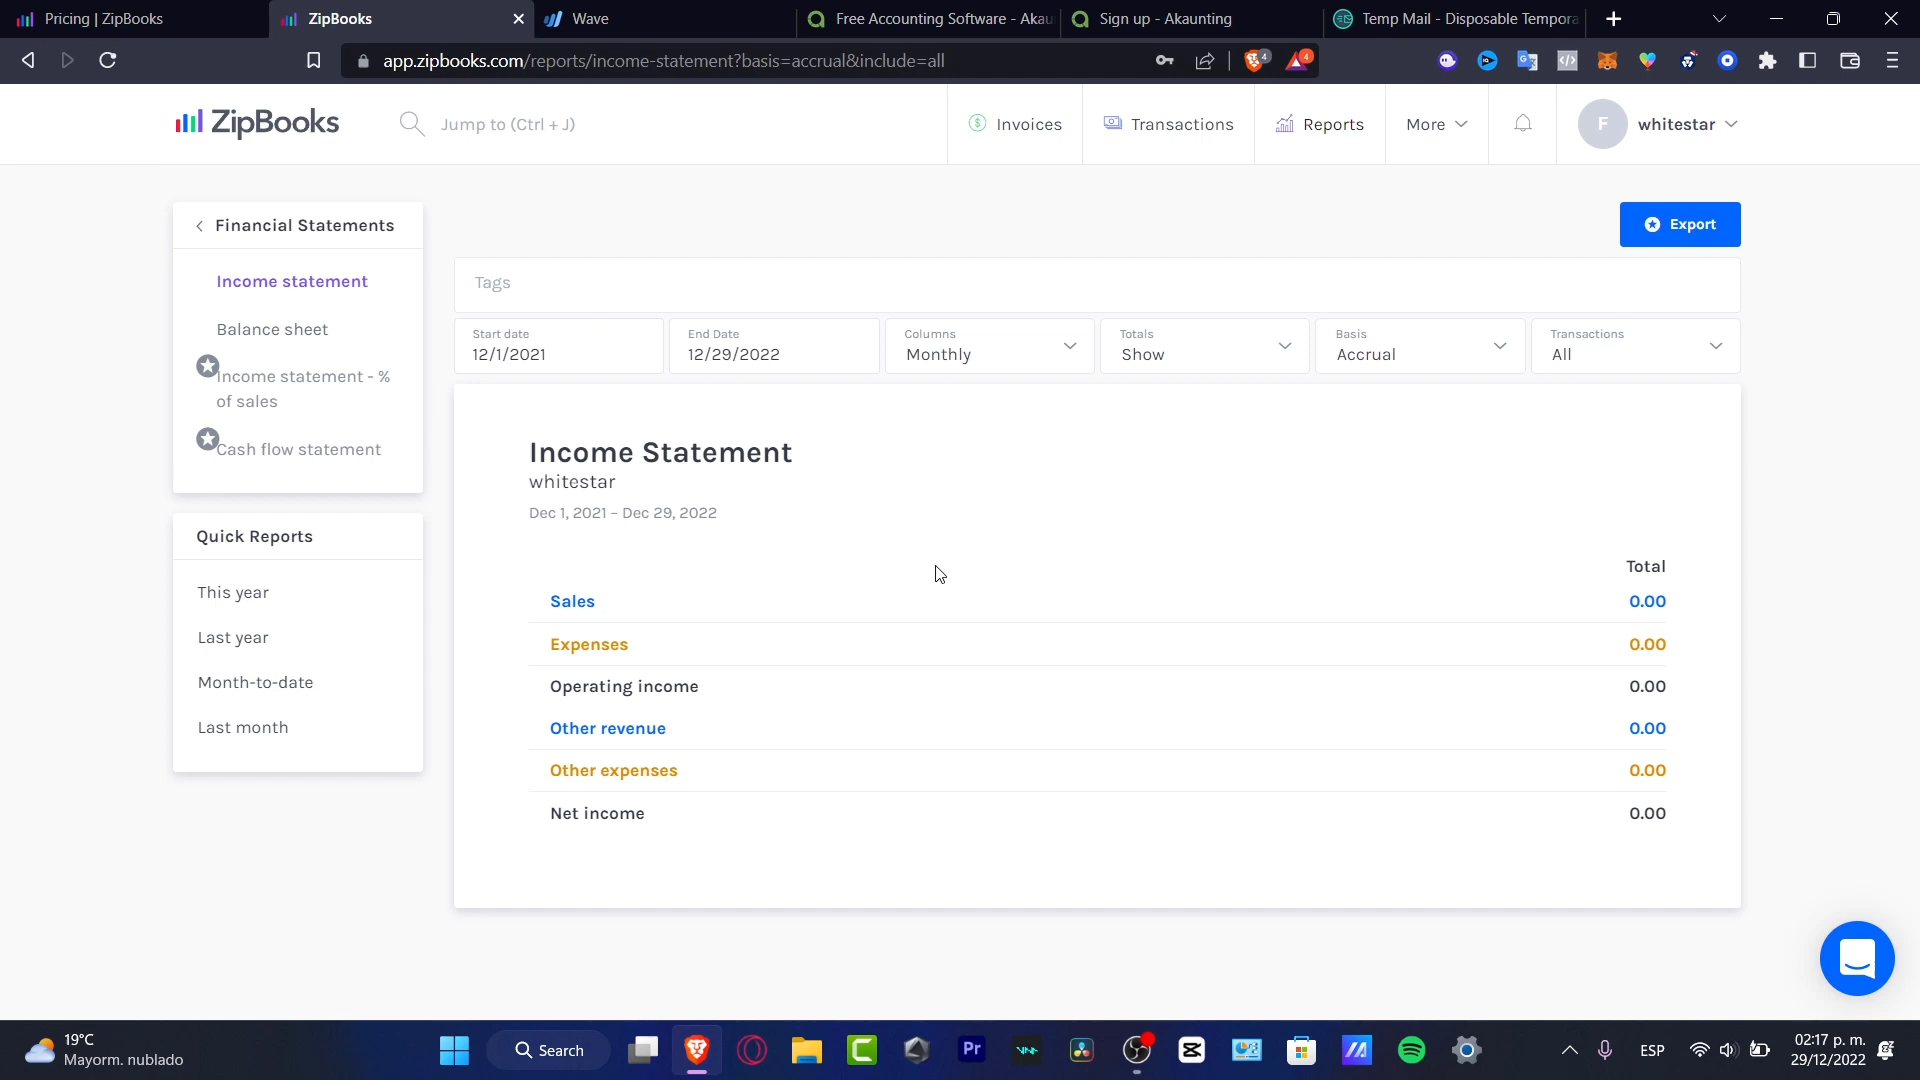 Pricing | ZipBooks
ZipBooks
Wave
Free Accounting Software - Akau
Sign up - Akaunting
Temp Mail - Disposable Tempora
app.zipbooks.com/reports/income-statement?basis=accrual&include=all
4
4
ZipBooks
Jump to (Ctrl + J)
Invoices
Transactions
Reports
More
F
whitestar
Financial Statements
Income statement
Balance sheet
Income statement - %
of sales
Cash flow statement
Quick Reports
This year
Last year
Month-to-date
Last month
Export
Tags
Start date
12/1/2021
End Date
12/29/2022
Columns
Monthly
Totals
Show
Basis
Accrual
Transactions
All
Income Statement
whitestar
Dec 1, 2021 – Dec 29, 2022
Total
Sales 0.00
Expenses 0.00
Operating income 0.00
Other revenue 0.00
Other expenses 0.00
Net income 0.00
19°C
Mayorm. nublado
Search
Pr
ESP
02:17 p. m.
29/12/2022